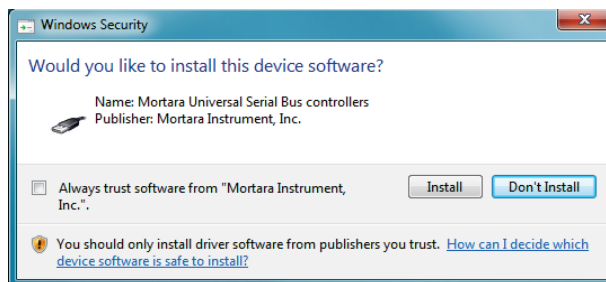 Windows Security
Would you like to install this device software?
Name: Mortara Universal Serial Bus controllers
Publisher: Mortara Instrument, Inc.
Always trust software from "Mortara Instrument,
Inc.".
Install
Don't Install
You should only install driver software from publishers you trust. How can I decide which
device software is safe to install?